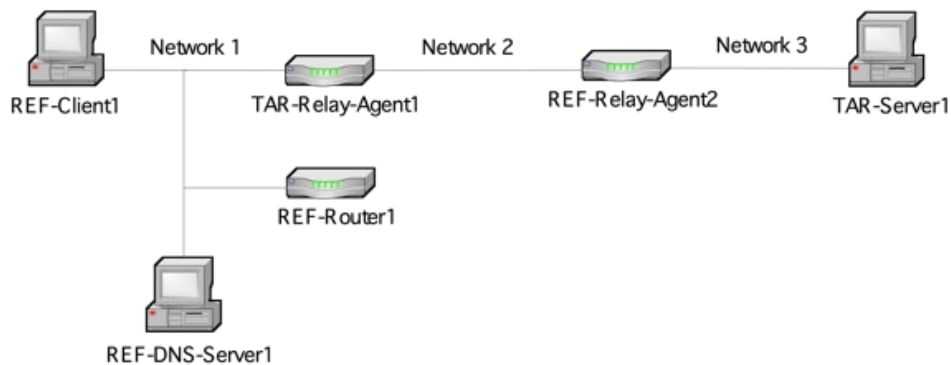 Network 1
Network 2
Network 3
REF-Client1
TAR-Relay-Agent1
REF-Relay-Agent2
TAR-Server1
REF-Router1
REF-DNS-Server1